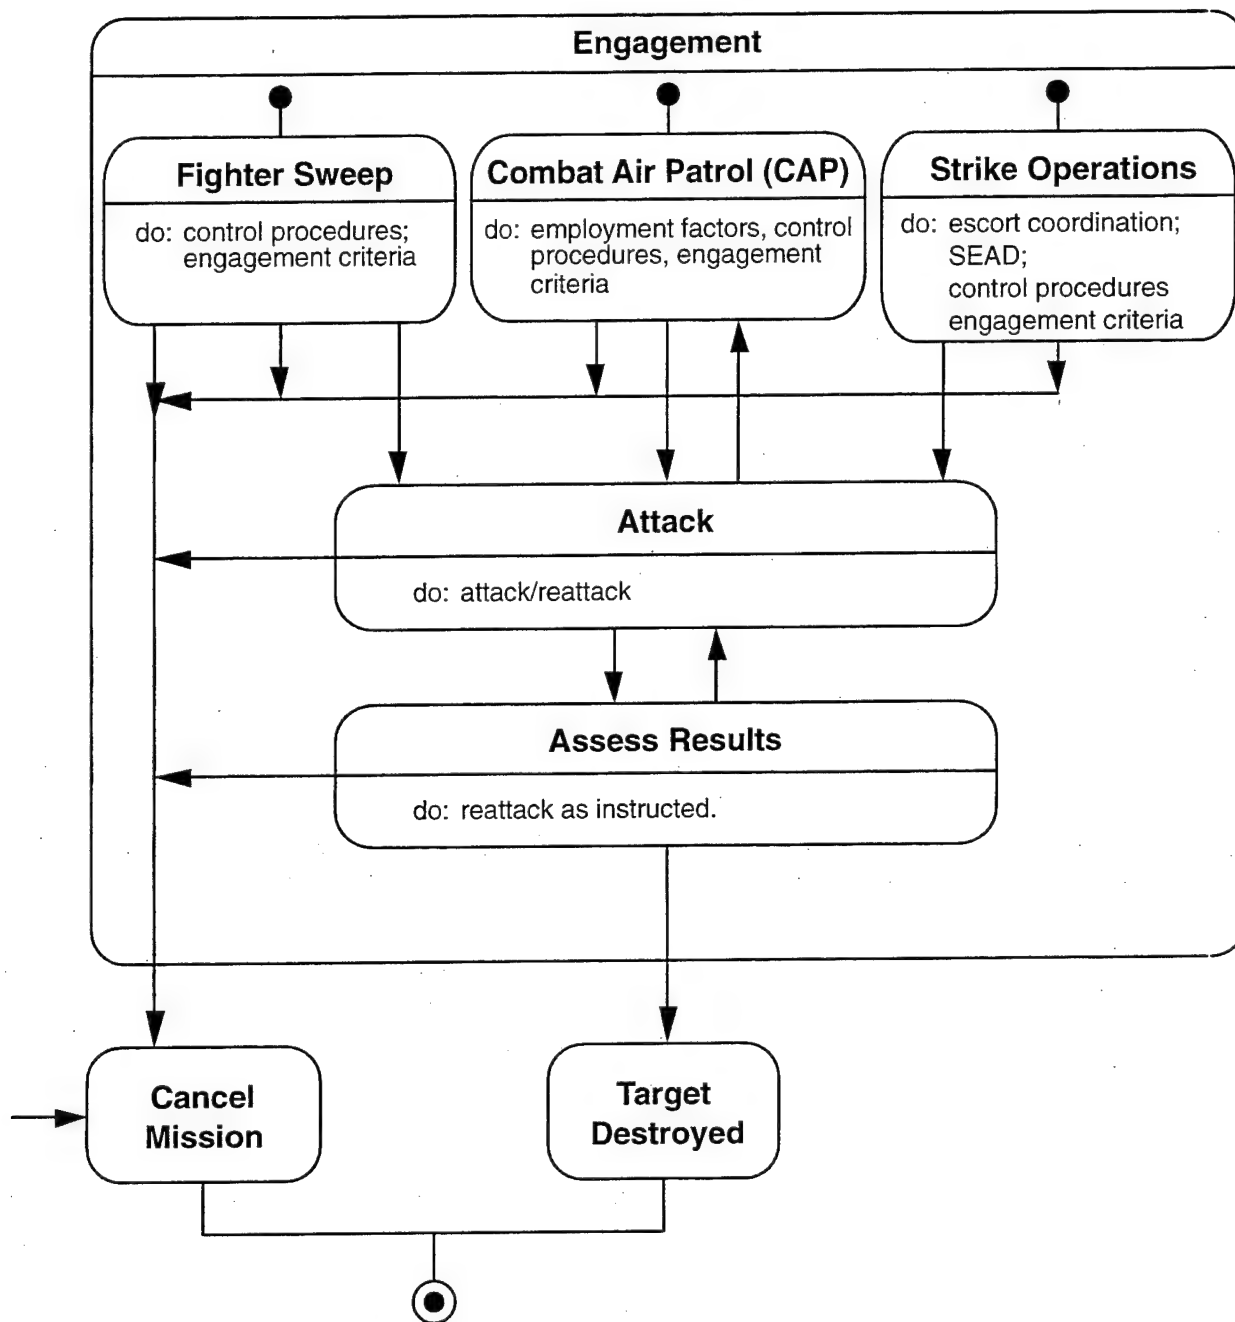 Engagement
Fighter Sweep
do: control procedures;
engagement criteria
Combat Air Patrol (CAP)
do: employment factors, control
procedures, engagement
criteria
Strike Operations
do: escort coordination;
SEAD;
control procedures
engagement criteria
Attack
do: attack/reattack
Assess Results
do: reattack as instructed.
Cancel
Mission
Target
Destroyed